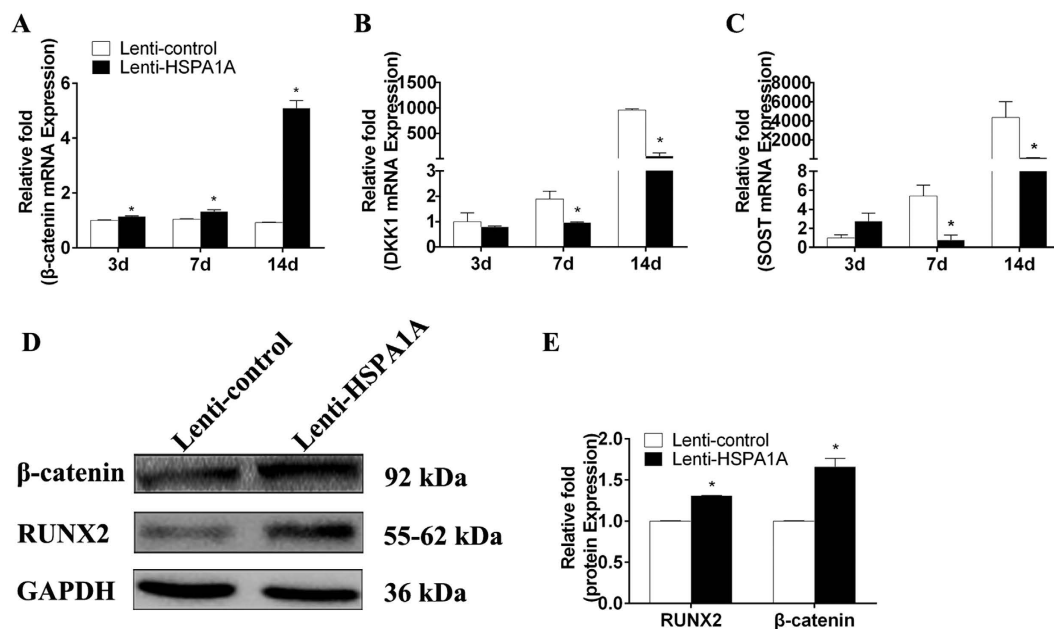 A
Lenti-control
Lenti-HSPA1A
Relative fold
(β-catenin mRNA Expression)
6
4
2
0
*
*
*
3d
7d
14d
B
Relative fold
(DKK1 mRNA Expression)
1500
1000
500
3
2
1
0
*
*
3d
7d
14d
C
Relative fold
(SOST mRNA Expression)
8000
6000
4000
2000
8
6
4
2
0
*
*
3d
7d
14d
D
Lenti-control
Lenti-HSPA1A
β-catenin
92 kDa
RUNX2
55-62 kDa
GAPDH
36 kDa
E
Lenti-control
Lenti-HSPA1A
Relative fold
(protein Expression)
2.0
1.5
1.0
0.5
0.0
*
*
RUNX2
β-catenin